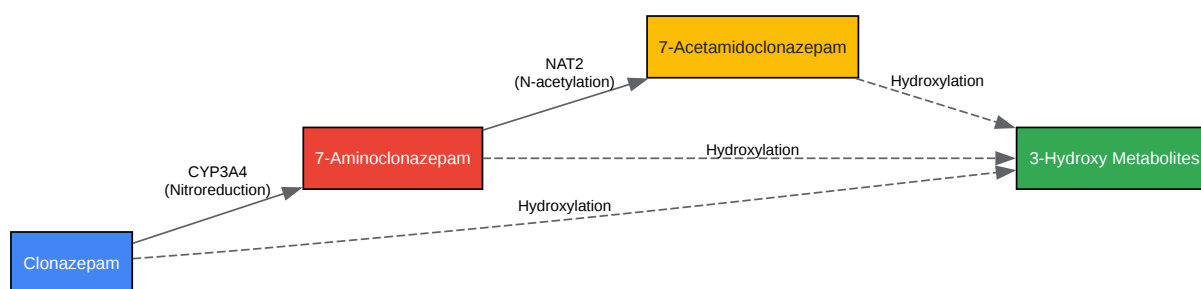 7-Acetamidoclonazepam
NAT2
(N-acetylation)
Hydroxylation
7-Aminoclonazepam
Hydroxylation
3-Hydroxy Metabolites
CYP3A4
(Nitroreduction)
Hydroxylation
Clonazepam